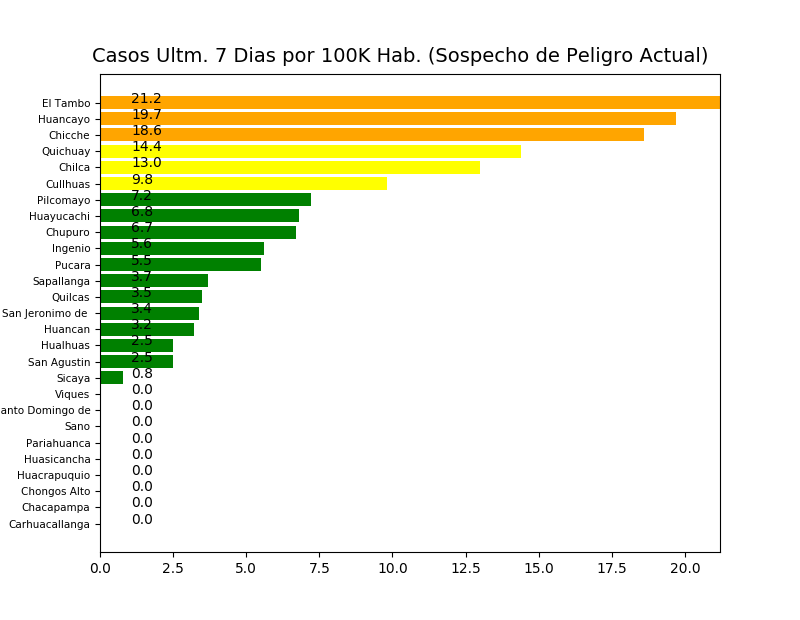 Casos Ultm. 7 Dias por 100K Hab. (Sospecho de Peligro Actual)
El Tambo 21.2
Huancayo 19.7
Chicche 18.6
Quichuay 14.4
Chilca 13.0
Cullhuas 9.8
Pilcomayo 7.2
Huayucachi 6.8
Chupuro 6.7
Ingenio 5.6
Pucara 5.5
Sapallanga 3.7
Quilcas 3.5
San Jeronimo de 3.4
Huancan 3.2
Hualhuas 2.5
San Agustin 2.5
Sicaya 0.8
Viques 0.0
anto Domingo de 0.0
Sano 0.0
Pariahuanca 0.0
Huasicancha 0.0
Huacrapuquio 0.0
Chongos Alto 0.0
Chacapampa 0.0
Carhuacallanga 0.0
0.0 2.5 5.0 7.5 10.0 12.5 15.0 17.5 20.0